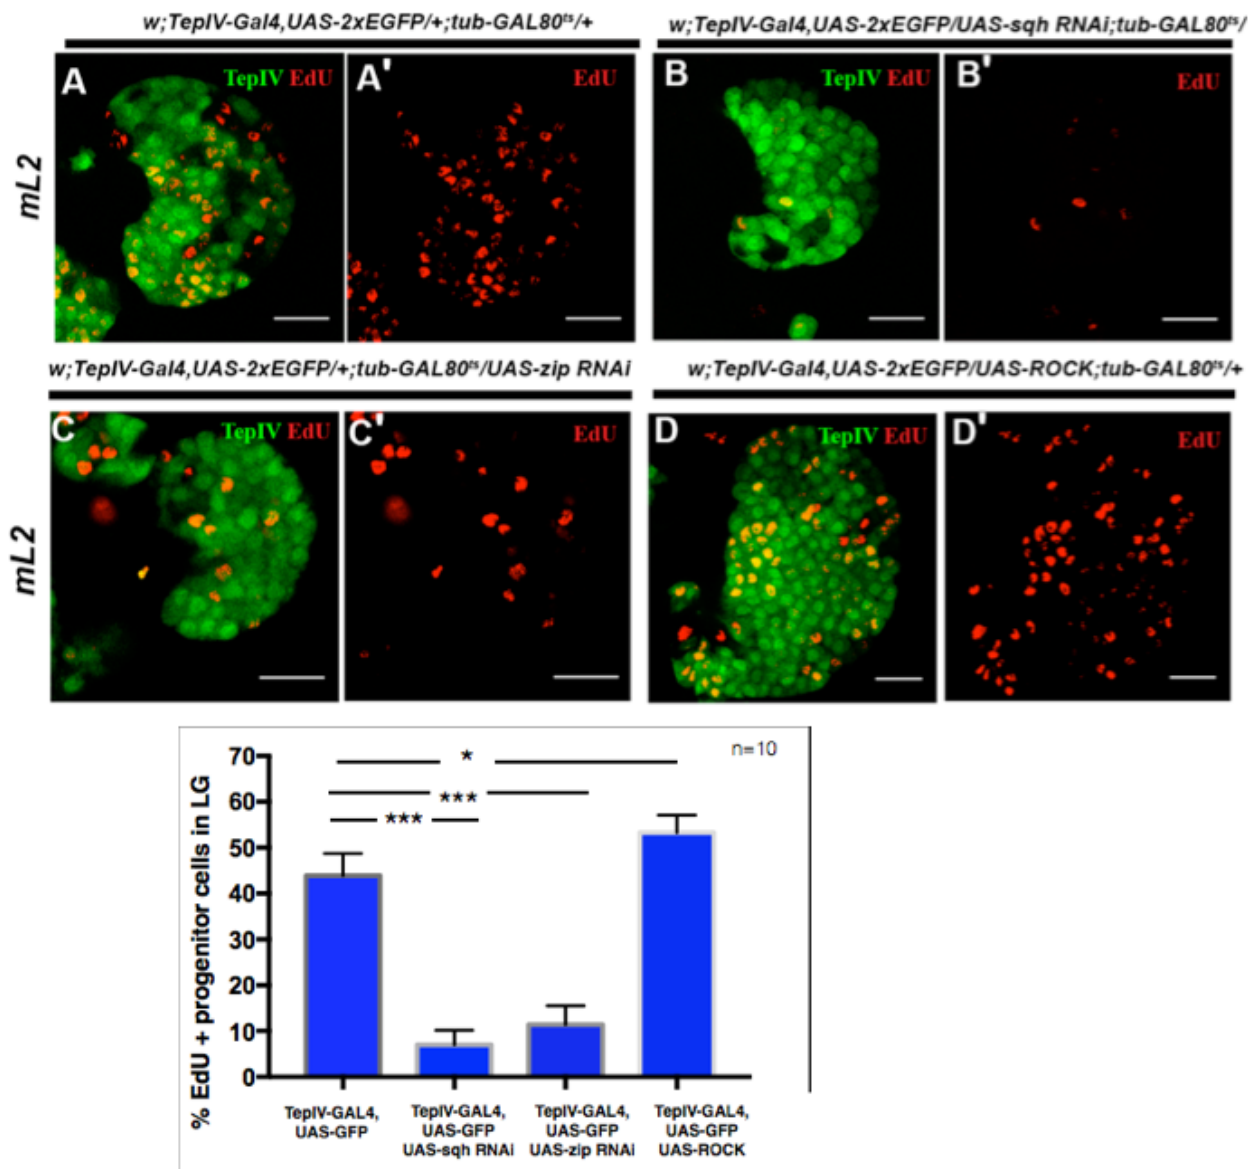 w;TepIV-Gal4,UAS-2xEGFP/+;tub-GAL80ts/+
w;TepIV-Gal4,UAS-2xEGFP/UAS-sqh RNAi;tub-GAL80ts/
mL2
A
TepIV EdU
A'
EdU
B
TepIV EdU
B'
EdU
w;TepIV-Gal4,UAS-2xEGFP/+;tub-GAL80ts/UAS-zip RNAi
w;TepIV-Gal4,UAS-2xEGFP/UAS-ROCK;tub-GAL80ts/+
mL2
C
TepIV EdU
C'
EdU
D
TepIV EdU
D'
EdU
n=10
% EdU + progenitor cells in LG
70
60
50
40
30
20
10
0
*
***
***
TepIV-GAL4,
UAS-GFP
TepIV-GAL4,
UAS-GFP
UAS-sqh RNAi
TepIV-GAL4,
UAS-GFP
UAS-zip RNAi
TepIV-GAL4,
UAS-GFP
UAS-ROCK